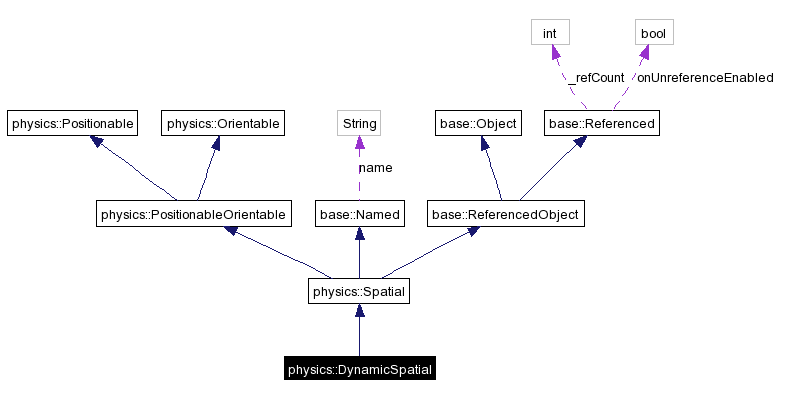 int
bool
_refCount
onUnreferenceEnabled
physics::Positionable
physics::Orientable
String
base::Object
base::Referenced
name
physics::PositionableOrientable
base::Named
base::ReferencedObject
physics::Spatial
physics::DynamicSpatial